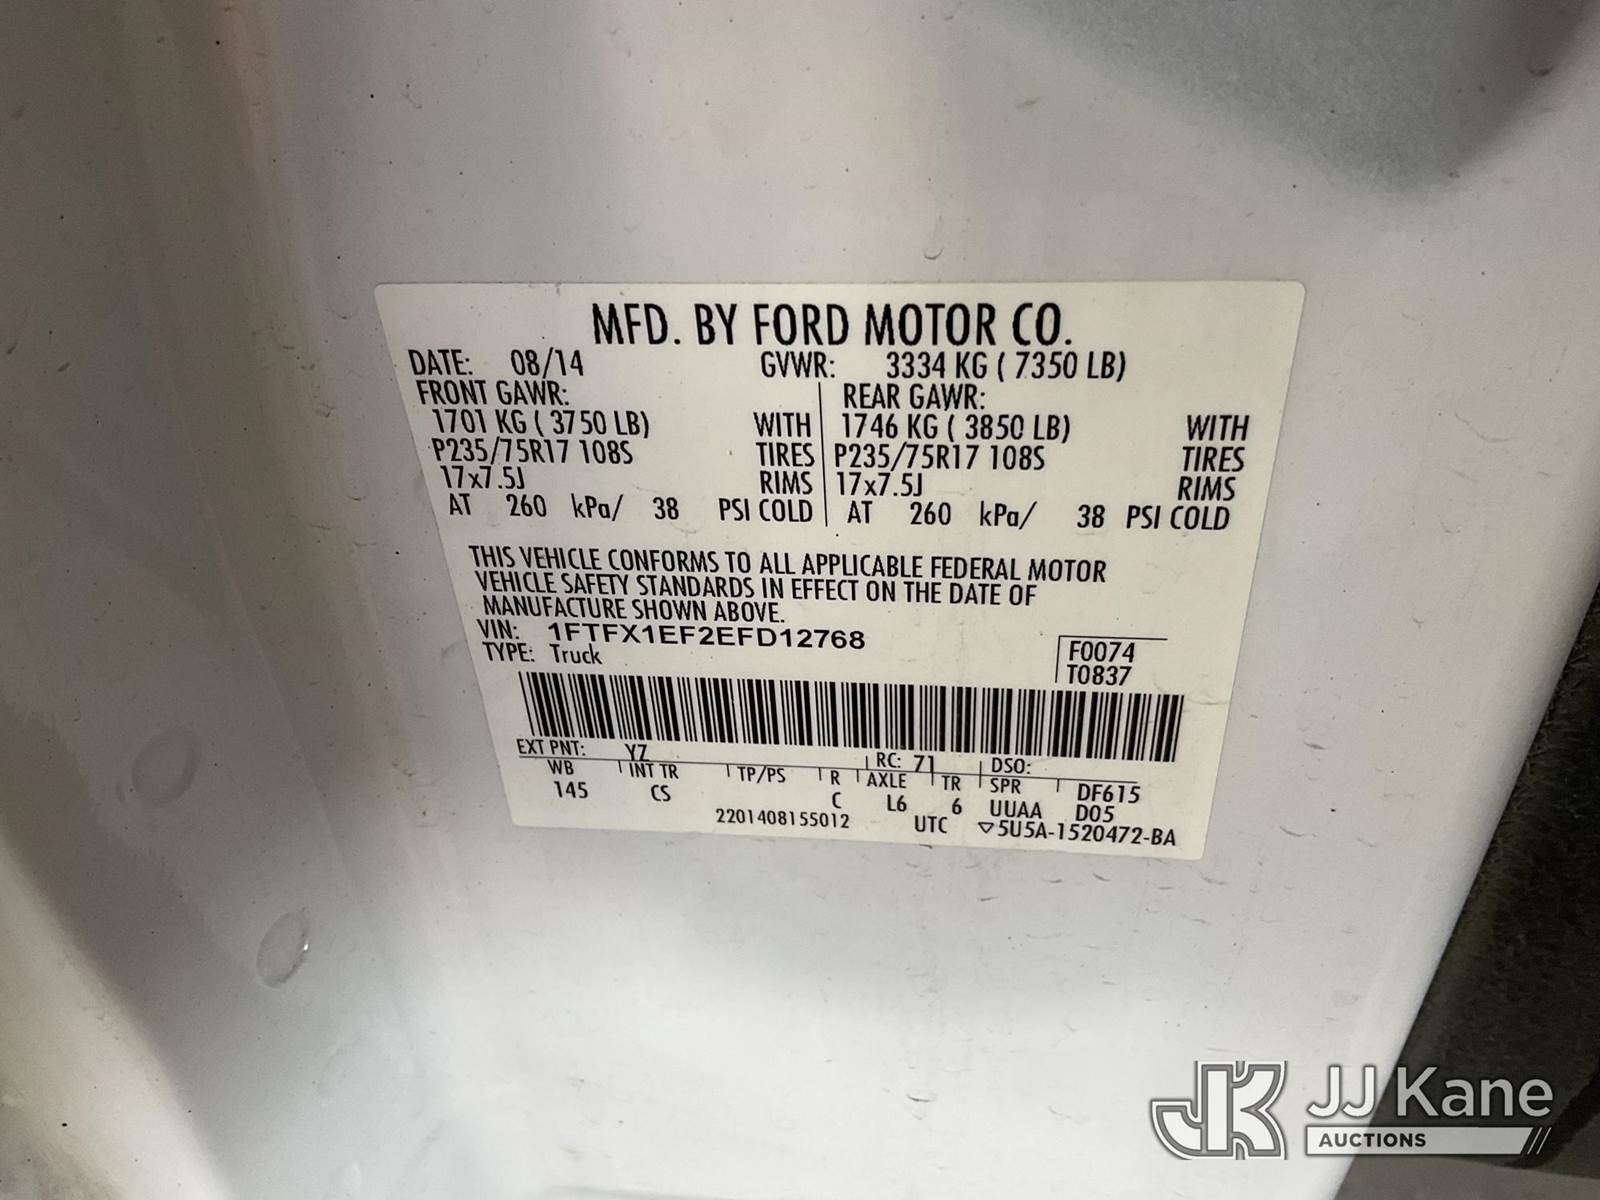 MFD. BY FORD MOTOR CO.
DATE: 08/14 GVWR: 3334 KG ( 7350 LB)
FRONT GAWR: REAR GAWR:
1701 KG ( 3750 LB) WITH 1746 KG ( 3850 LB) WITH
P235/75R17 108S TIRES P235/75R17 108S TIRES
17x7.5J RIMS 17x7.5J RIMS
AT 260 kPa/ 38 PSI COLD AT 260 kPa/ 38 PSI COLD
THIS VEHICLE CONFORMS TO ALL APPLICABLE FEDERAL MOTOR
VEHICLE SAFETY STANDARDS IN EFFECT ON THE DATE OF
MANUFACTURE SHOWN ABOVE.
VIN: 1FTFX1EF2EFD12768
TYPE: Truck
F0074
T0837
EXT PNT: YZ RC: 71 DSO:
WB INT TR TP/PS R AXLE TR SPR DF615
145 CS C L6 6 UUAA D05
2201408155012 UTC ▽5U5A-1520472-BA
JK JJ Kane
AUCTIONS